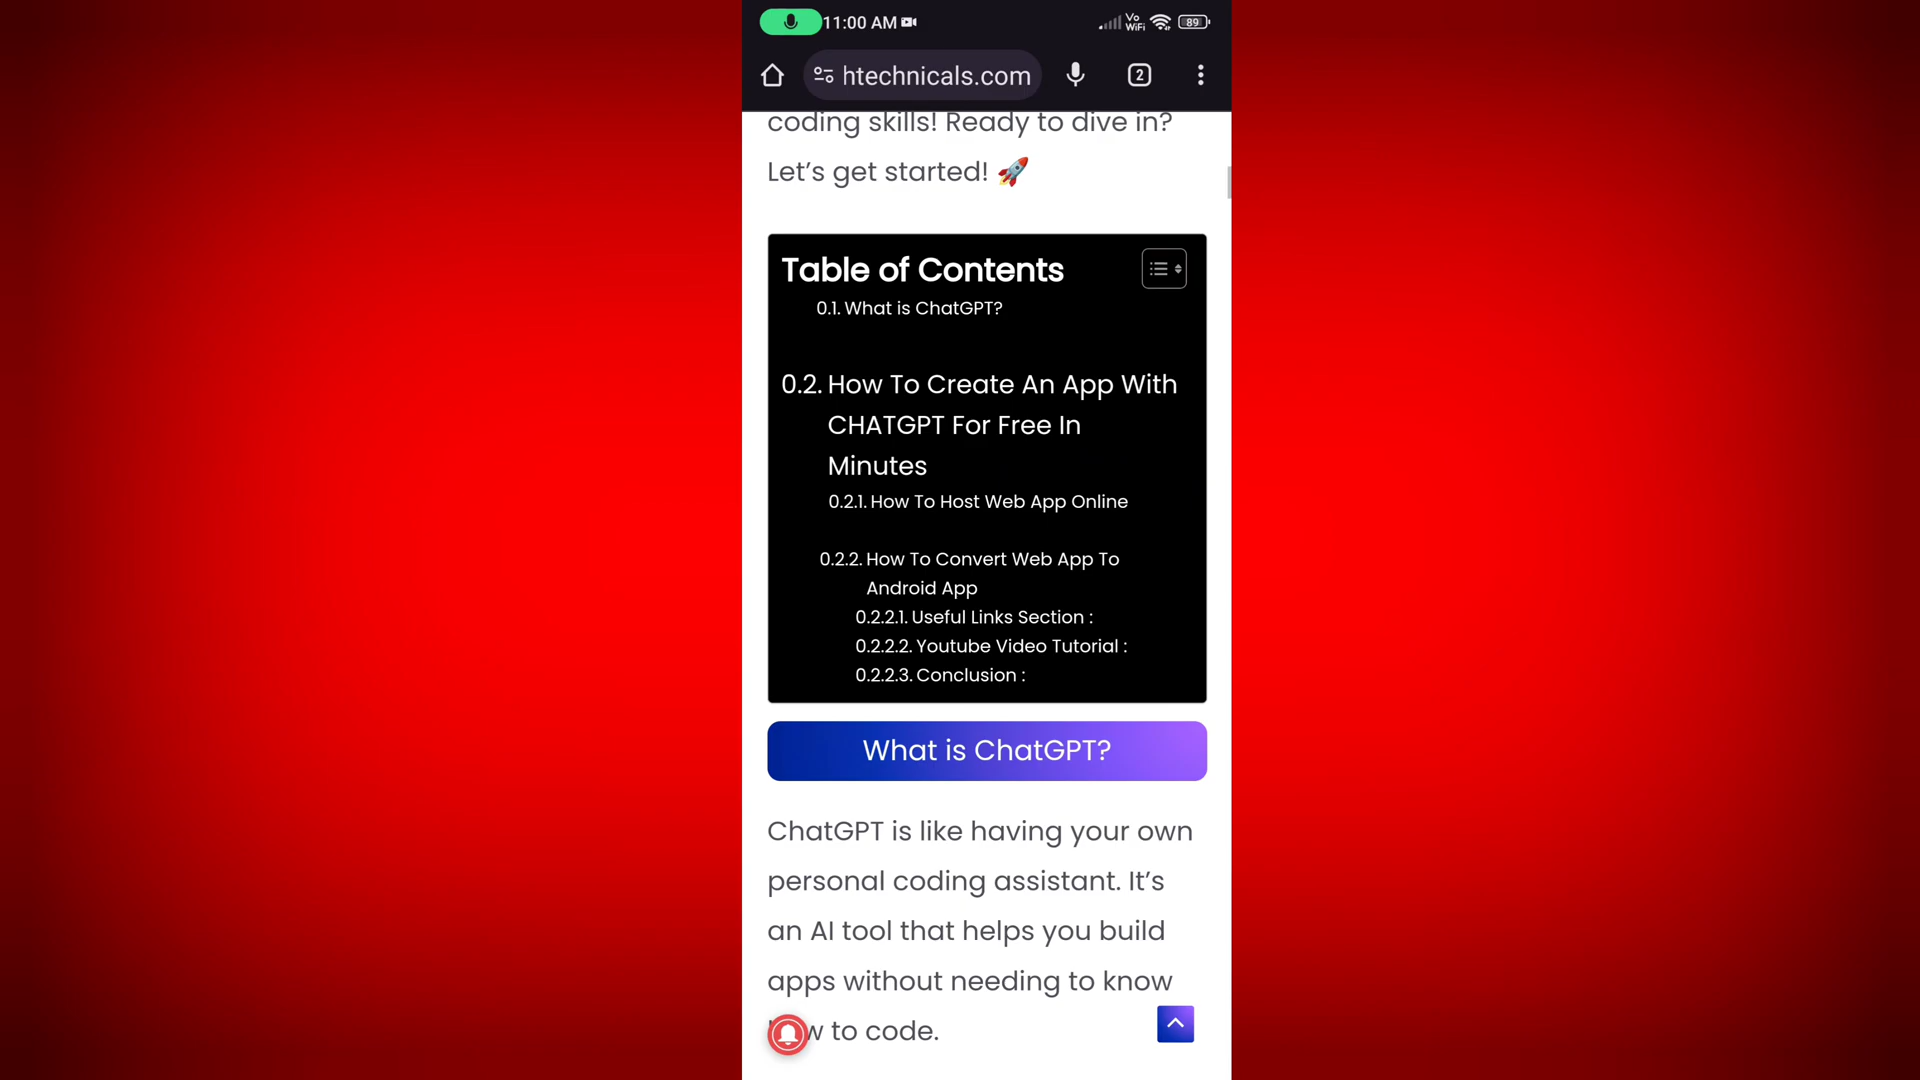 11:00 AM
Vo
WiFi
89
htechnicals.com
2
coding skills! Ready to dive in?
Let’s get started! 🚀
Table of Contents
0.1. What is ChatGPT?
0.2. How To Create An App With
CHATGPT For Free In
Minutes
0.2.1. How To Host Web App Online
0.2.2. How To Convert Web App To
Android App
0.2.2.1. Useful Links Section :
0.2.2.2. Youtube Video Tutorial :
0.2.2.3. Conclusion :
What is ChatGPT?
ChatGPT is like having your own
personal coding assistant. It’s
an AI tool that helps you build
apps without needing to know
to code.